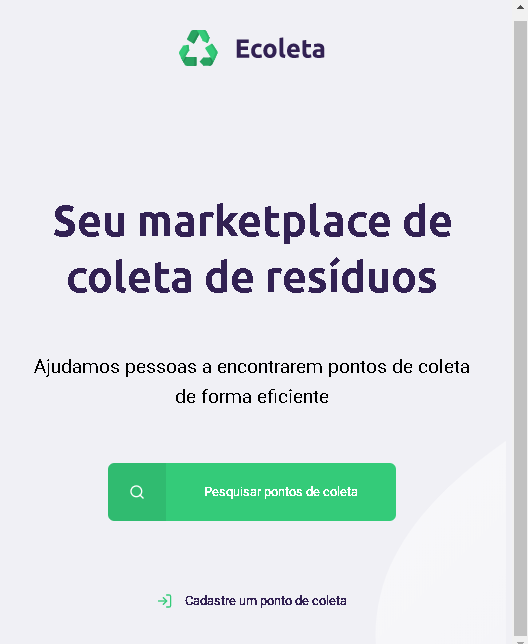 Ecoleta
Seu marketplace de
coleta de resíduos
Ajudamos pessoas a encontrarem pontos de coleta
de forma eficiente
Pesquisar pontos de coleta
Cadastre um ponto de coleta